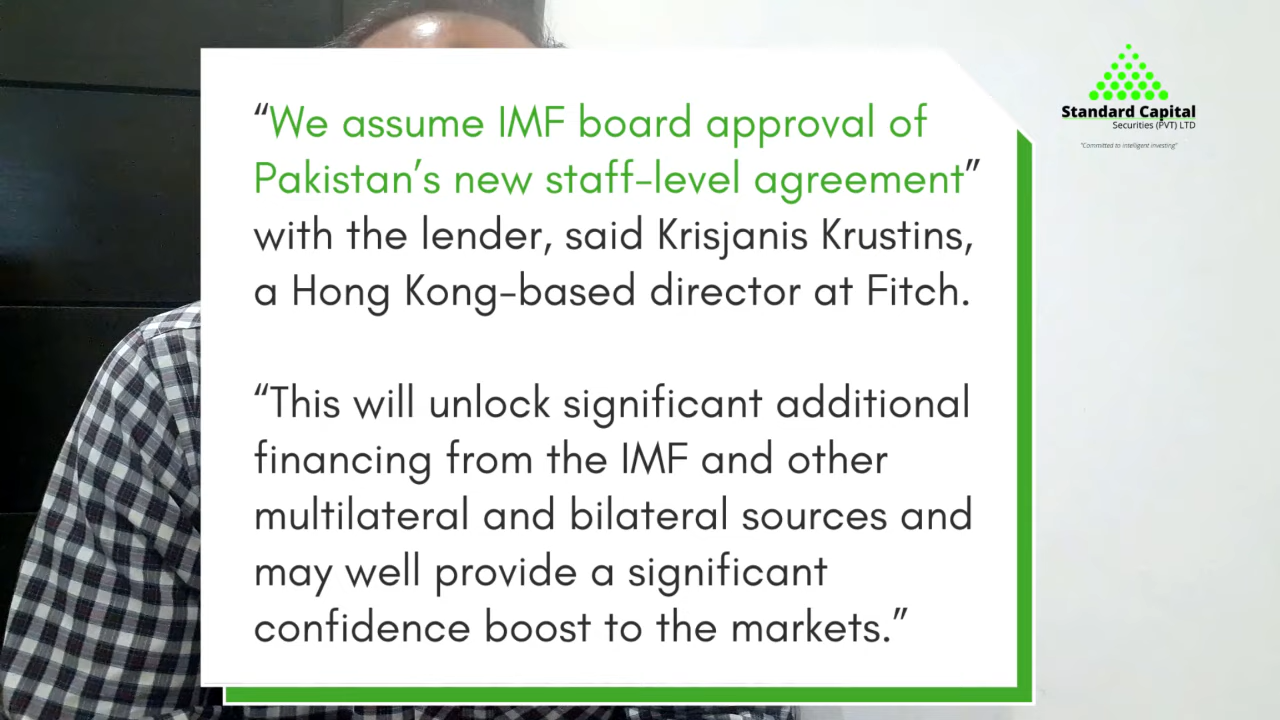 “We assume IMF board approval of
Pakistan’s new staff-level agreement”
with the lender, said Krisjanis Krustins,
a Hong Kong-based director at Fitch.
“This will unlock significant additional
financing from the IMF and other
multilateral and bilateral sources and
may well provide a significant
confidence boost to the markets.”
Standard Capital
Securities (PVT) LTD
"Committed to intelligent investing"